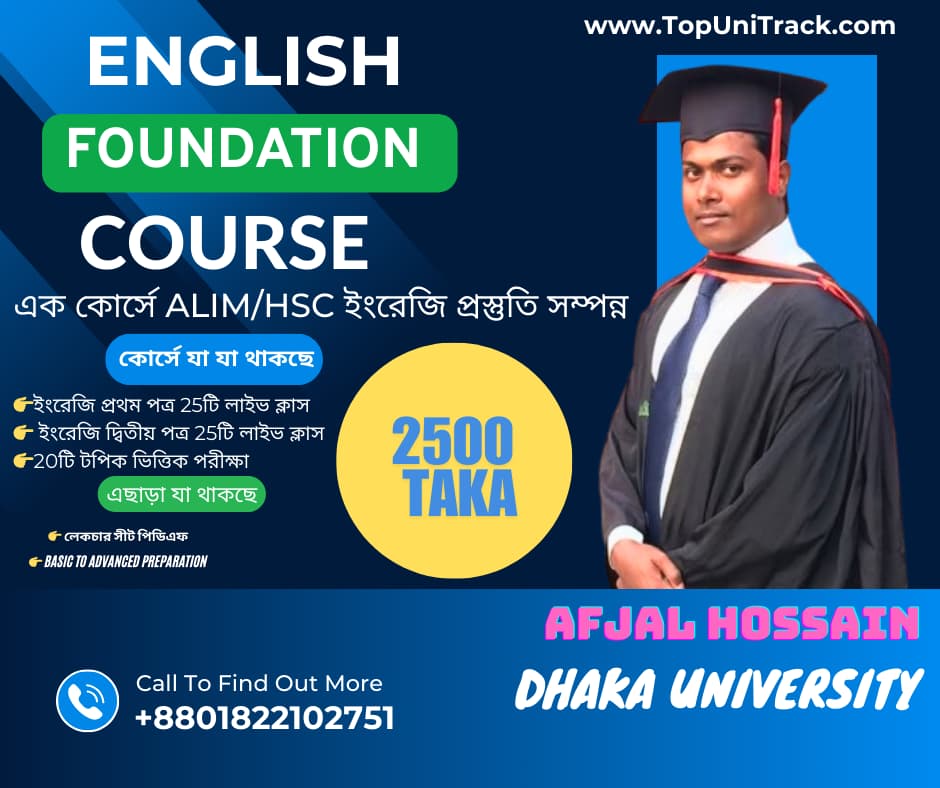 www.TopUniTrack.com
ENGLISH
FOUNDATION
COURSE
এক কোর্সে ALIM/HSC ইংরেজি প্রস্তুতি সম্পন্ন
কোর্সে যা যা থাকছে
👉ইংরেজি প্রথম পত্র 25টি লাইভ ক্লাস
👉 ইংরেজি দ্বিতীয় পত্র 25টি লাইভ ক্লাস
👉20টি টপিক ভিত্তিক পরীক্ষা
এছাড়া যা থাকছে
👉 লেকচার সীট পিডিএফ
👉 BASIC TO ADVANCED PREPARATION
2500
TAKA
AFJAL HOSSAIN
DHAKA UNIVERSITY
Call To Find Out More
+8801822102751